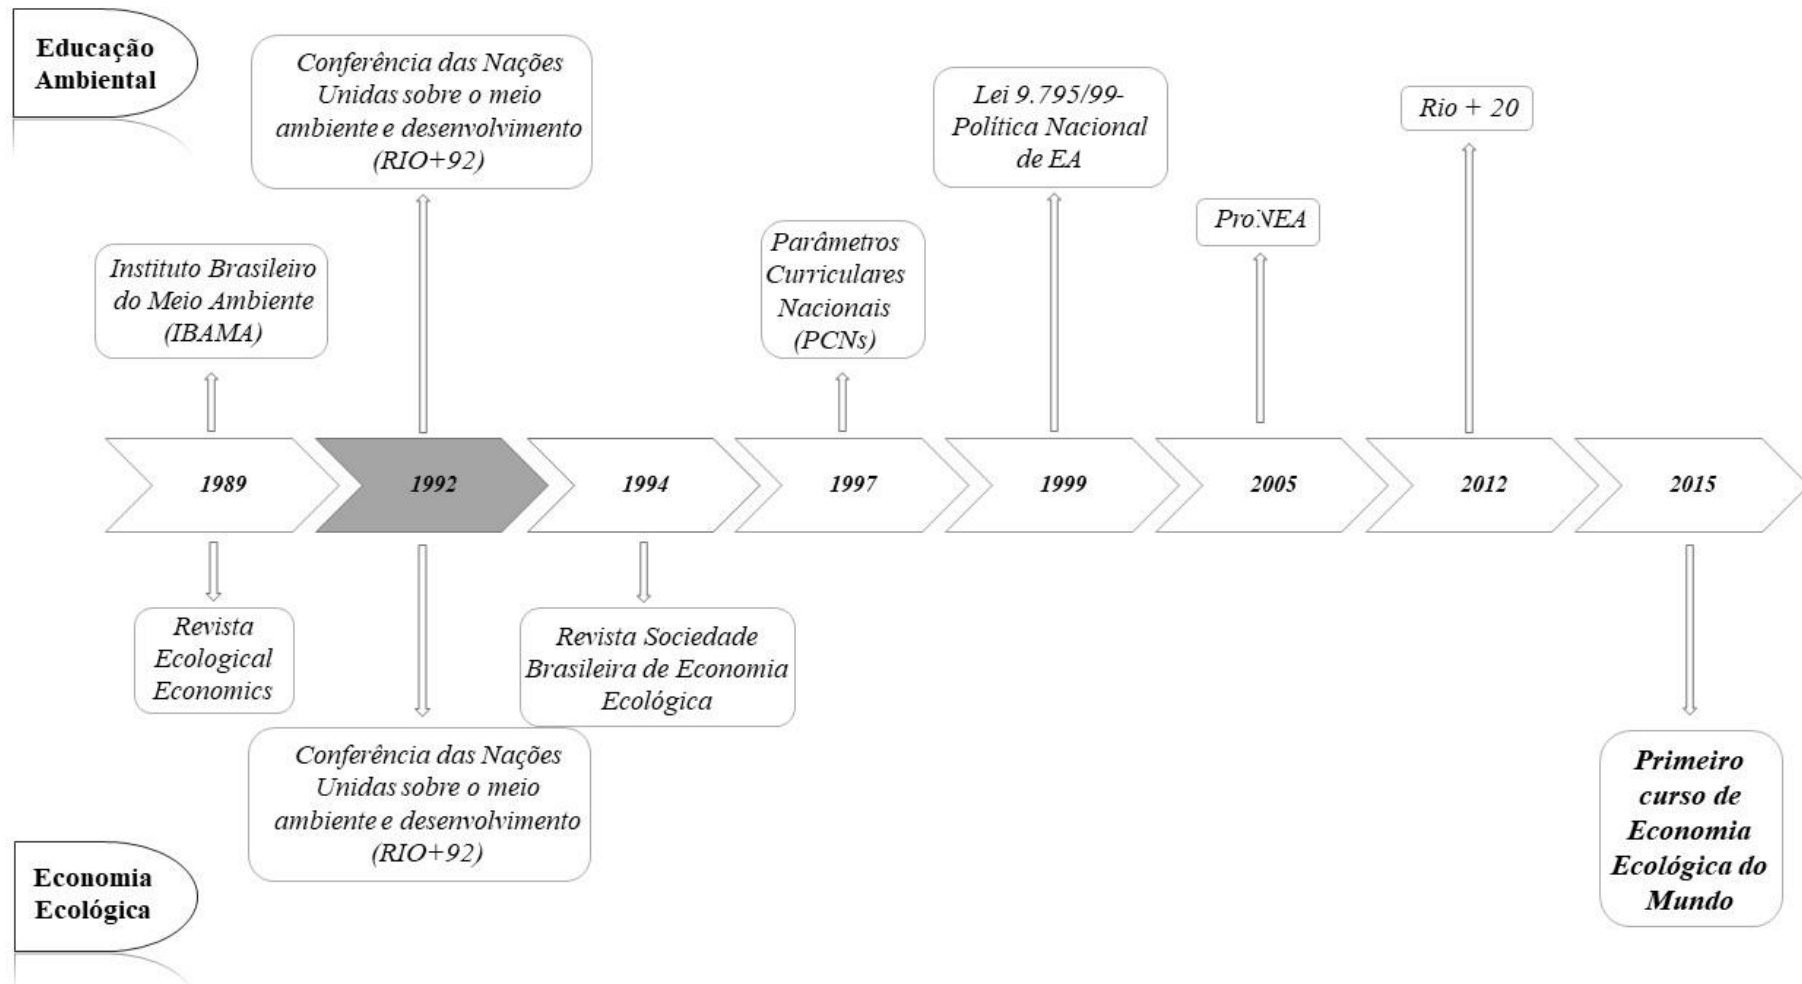 Educação
Ambiental
Conferência das Nações
Unidas sobre o meio
ambiente e desenvolvimento
(RIO+92)
Lei 9.795/99-
Política Nacional
de EA
Rio + 20
ProNEA
Instituto Brasileiro
do Meio Ambiente
(IBAMA)
Parâmetros
Curriculares
Nacionais
(PCNs)
1989
1992
1994
1997
1999
2005
2012
2015
Revista
Ecological
Economics
Revista Sociedade
Brasileira de Economia
Ecológica
Conferência das Nações
Unidas sobre o meio
ambiente e desenvolvimento
(RIO+92)
Primeiro
curso de
Economia
Ecológica do
Mundo
Economia
Ecológica